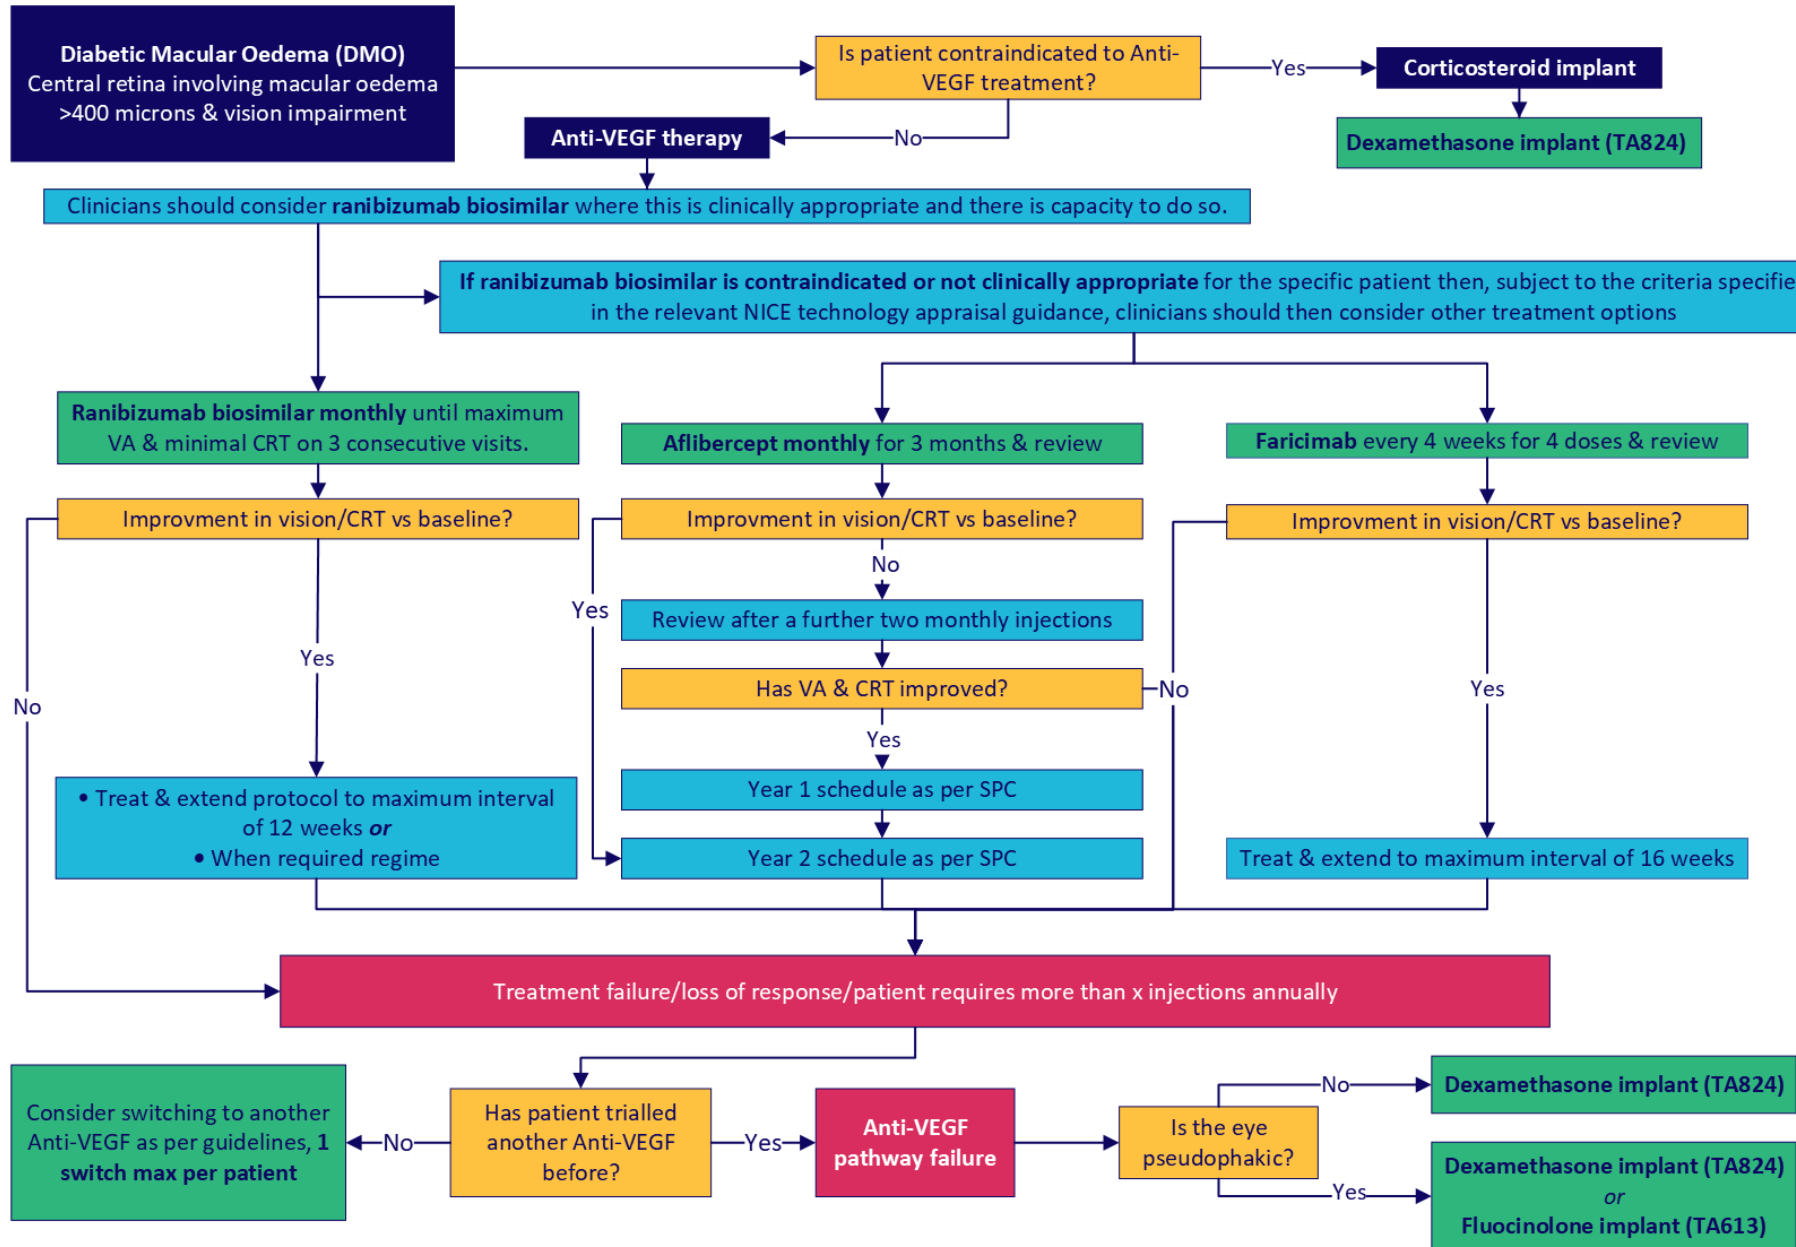 Diabetic Macular Oedema (DMO)
Central retina involving macular oedema
>400 microns & vision impairment
Is patient contraindicated to Anti-
VEGF treatment?
Yes
Corticosteroid implant
Dexamethasone implant (TA824)
No
Anti-VEGF therapy
Clinicians should consider ranibizumab biosimilar where this is clinically appropriate and there is capacity to do so.
If ranibizumab biosimilar is contraindicated or not clinically appropriate for the specific patient then, subject to the criteria specifie
in the relevant NICE technology appraisal guidance, clinicians should then consider other treatment options
Ranibizumab biosimilar monthly until maximum
VA & minimal CRT on 3 consecutive visits.
Aflibercept monthly for 3 months & review
Faricimab every 4 weeks for 4 doses & review
Improvment in vision/CRT vs baseline?
Improvment in vision/CRT vs baseline?
Improvment in vision/CRT vs baseline?
No
Yes
Yes
No
Review after a further two monthly injections
Has VA & CRT improved?
No
Yes
Yes
Year 1 schedule as per SPC
Year 2 schedule as per SPC
• Treat & extend protocol to maximum interval
of 12 weeks or
• When required regime
Treat & extend to maximum interval of 16 weeks
Treatment failure/loss of response/patient requires more than x injections annually
Consider switching to another
Anti-VEGF as per guidelines, 1
switch max per patient
No
Has patient trialled
another Anti-VEGF
before?
Yes
Anti-VEGF
pathway failure
Is the eye
pseudophakic?
No
Dexamethasone implant (TA824)
Yes
Dexamethasone implant (TA824)
or
Fluocinolone implant (TA613)